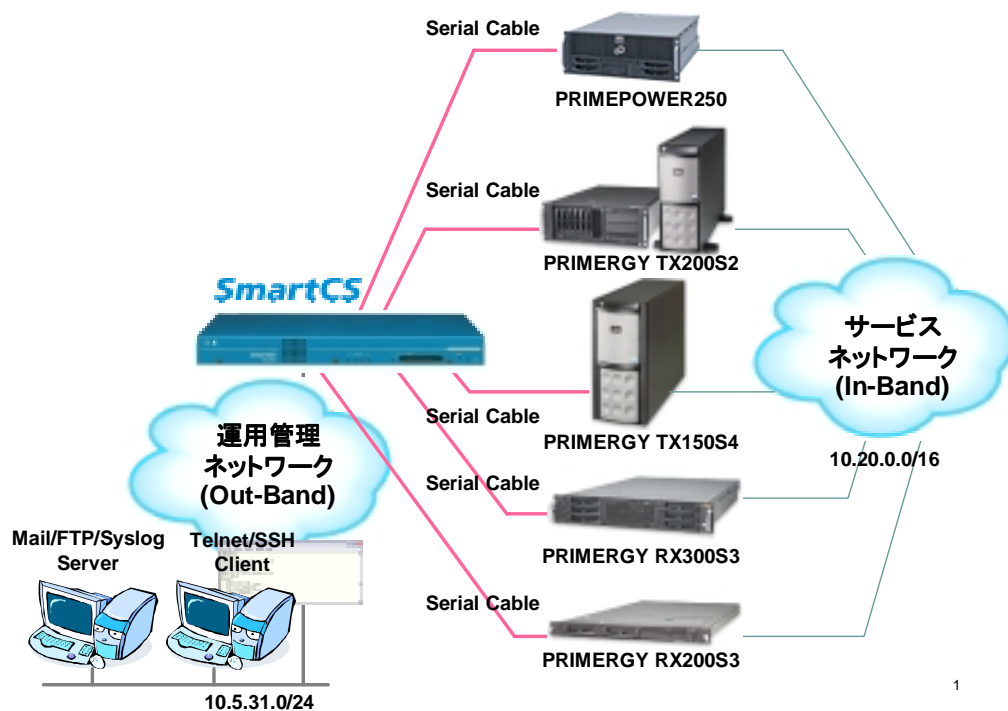 Serial Cable
PRIMEPOWER250
Serial Cable
PRIMERGY TX200S2
SmartCS
サービス
ネットワーク
(In-Band)
運用管理
ネットワーク
(Out-Band)
Serial Cable
PRIMERGY TX150S4
10.20.0.0/16
Serial Cable
PRIMERGY RX300S3
Mail/FTP/Syslog
Server
Telnet/SSH
Client
Serial Cable
PRIMERGY RX200S3
10.5.31.0/24
1